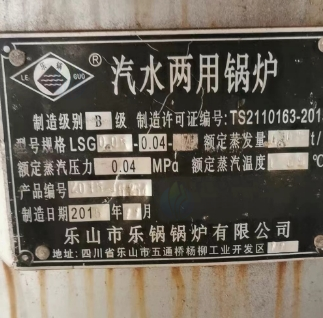 LE GUO ®
汽水两用锅炉
制造级别 B 级 制造许可证编号:TS2110163-201
型号规格 LSG -0.04- 额定蒸发量 t/
额定蒸汽压力 0.04 MPa 额定蒸汽温度 ℃
产品编号
制造日期 201 年 月
乐山市乐锅锅炉有限公司
地址:四川省乐山市五通桥杨柳工业开发区